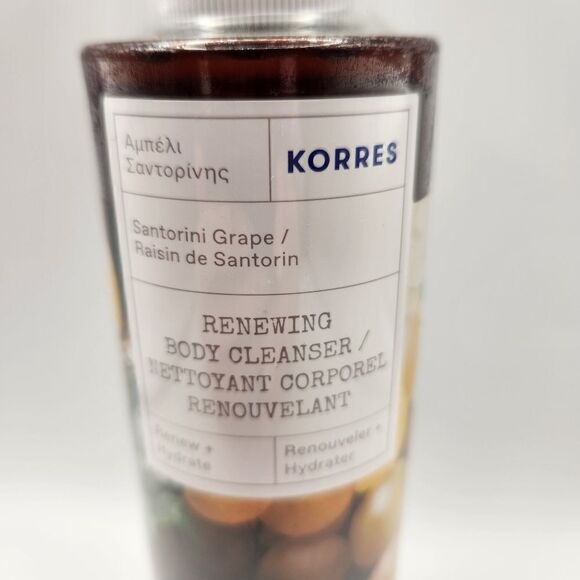 Αμπέλι
Σαντορίνης
KORRES
Santorini Grape /
Raisin de Santorin
RENEWING
BODY CLEANSER /
NETTOYANT CORPOREL
RENOUVELANT
Renew +
Hydrate
Renouveler +
Hydrater